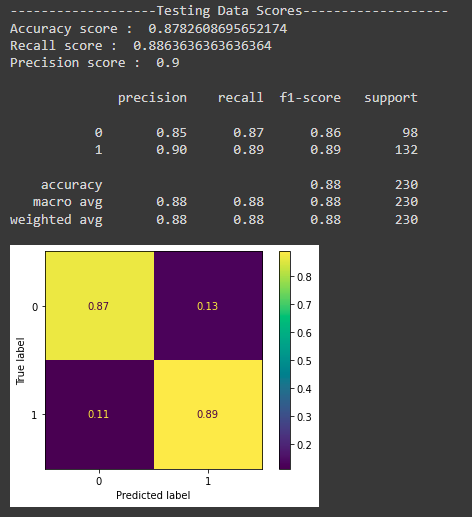 -------------------Testing Data Scores-------------------
Accuracy score :  0.8782608695652174
Recall score :  0.8863636363636364
Precision score :  0.9
precision    recall  f1-score   support
0       0.85      0.87      0.86        98
1       0.90      0.89      0.89       132
accuracy                           0.88       230
macro avg       0.88      0.88      0.88       230
weighted avg       0.88      0.88      0.88       230
True label
0
0.87
0.13
1
0.11
0.89
0
1
Predicted label
0.8
0.7
0.6
0.5
0.4
0.3
0.2